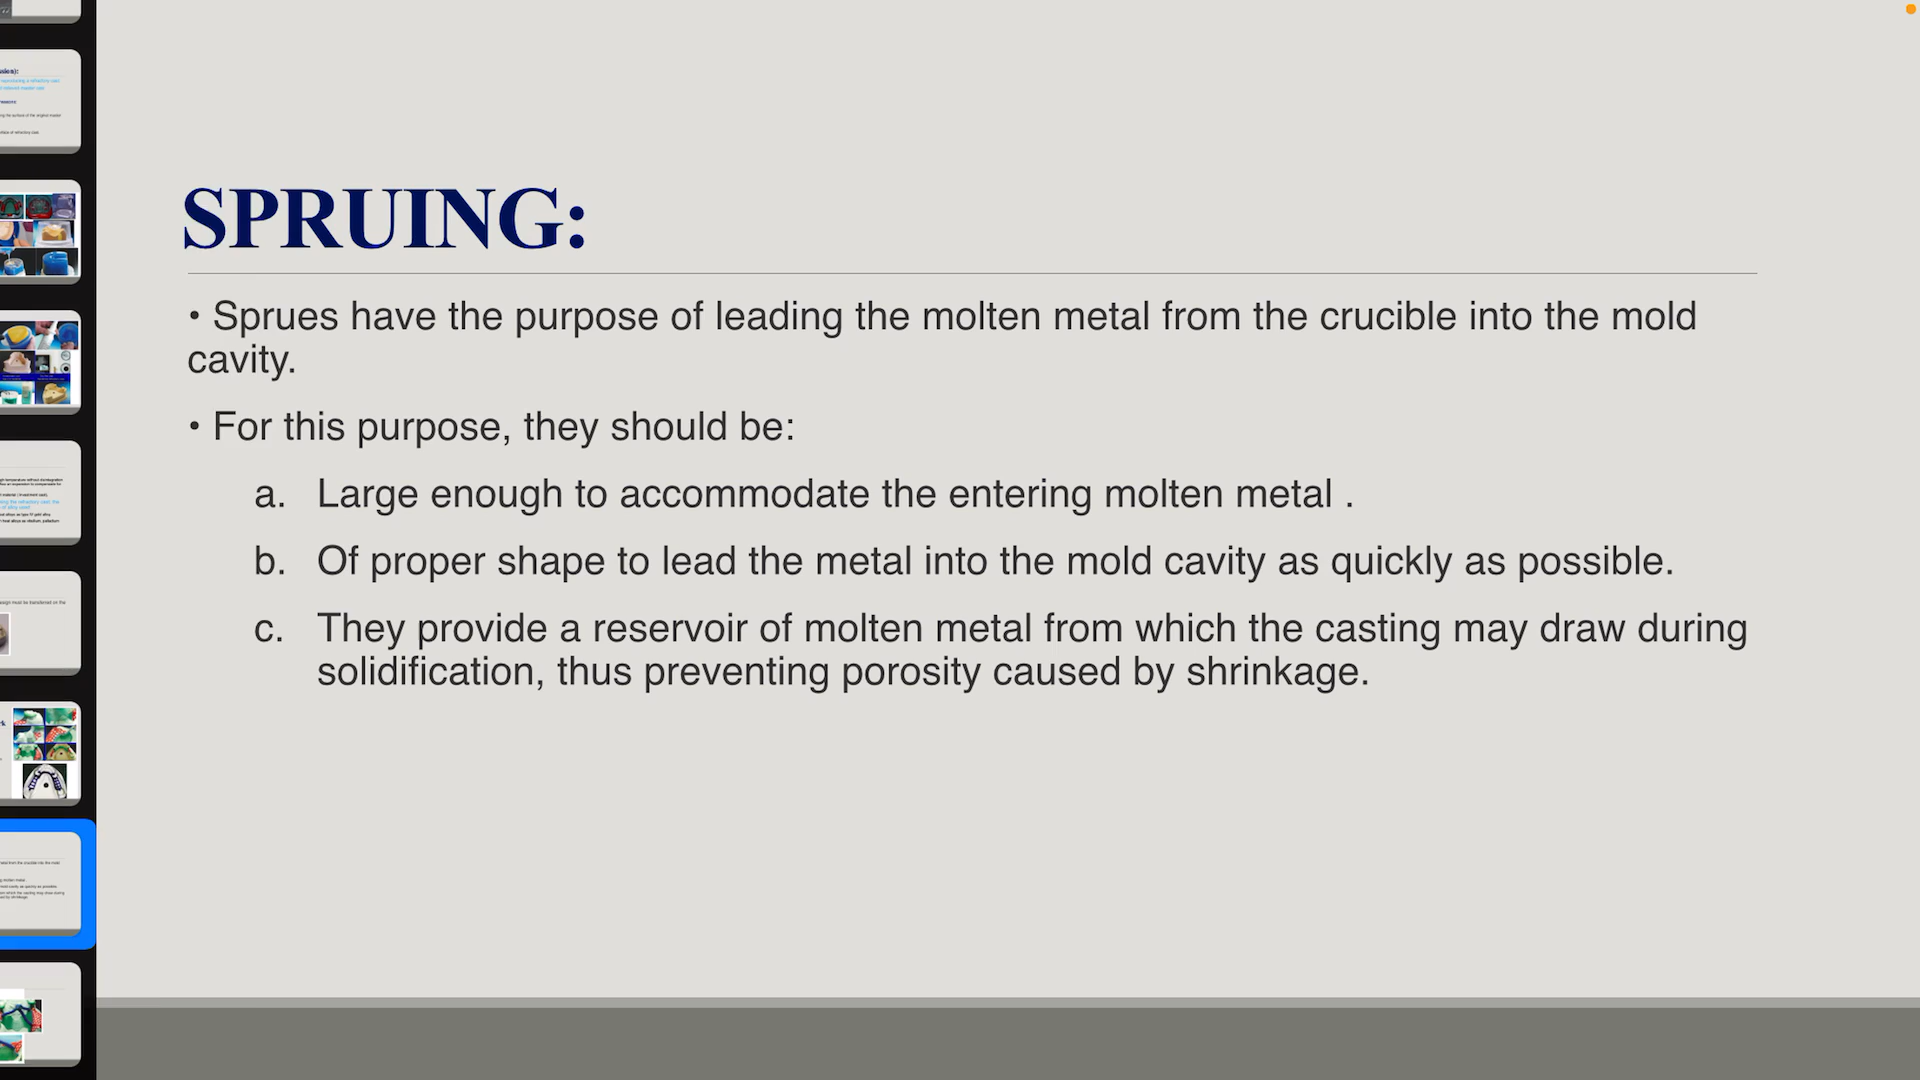 SPRUING:
• Sprues have the purpose of leading the molten metal from the crucible into the mold
cavity.
• For this purpose, they should be:
a. Large enough to accommodate the entering molten metal .
b. Of proper shape to lead the metal into the mold cavity as quickly as possible.
c. They provide a reservoir of molten metal from which the casting may draw during
solidification, thus preventing porosity caused by shrinkage.